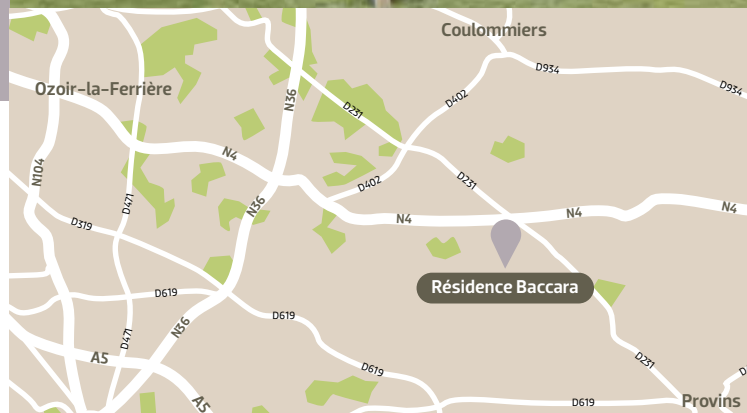 Coulommiers
D934
D934
Ozoir-la-Ferrière
N36
D231
D402
N4
N104
D402
D231
D471
N36
N4
N4
N4
D319
Résidence Baccara
D619
D619
N36
D471
A5
D619
D231
A5
D619
Provins
D